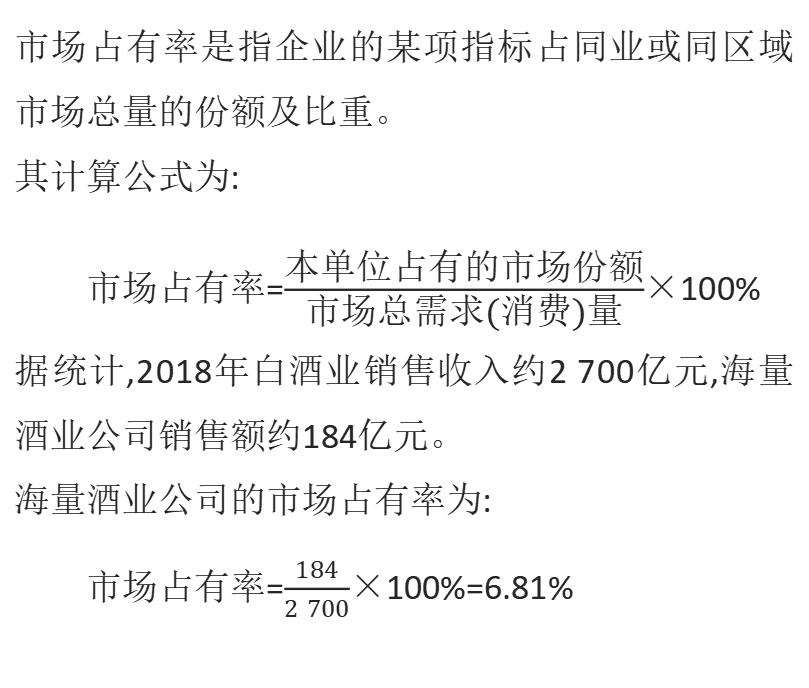 市场占有率是指企业的某项指标占同业或同区域
市场总量的份额及比重。
其计算公式为:
市场占有率=本单位占有的市场份额/市场总需求(消费)量×100%
据统计,2018年白酒业销售收入约2 700亿元,海量
酒业公司销售额约184亿元。
海量酒业公司的市场占有率为:
市场占有率=184/2 700×100%=6.81%